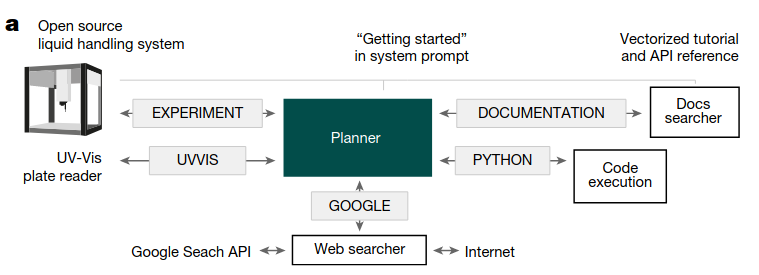 a
Open source
liquid handling system
“Getting started”
in system prompt
Vectorized tutorial
and API reference
EXPERIMENT
DOCUMENTATION
Docs
searcher
Planner
UV-Vis
plate reader
UVVIS
PYTHON
Code
execution
GOOGLE
Google Seach API
Web searcher
Internet